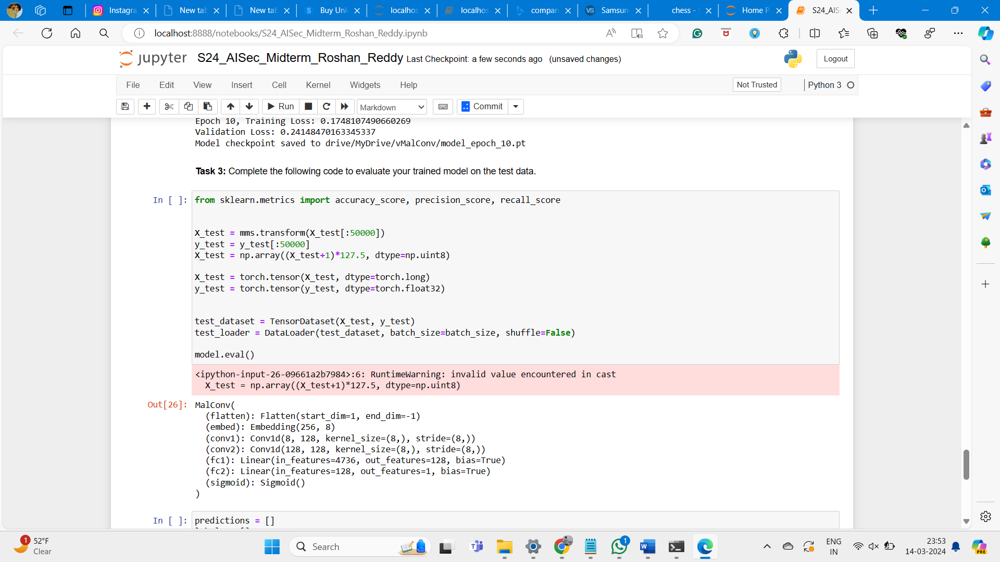 Instagra
New tab
New tab
S Buy Unl
localhos
localhos
compar
VS Samsun
chess -
Home P
S24_AIS
localhost:8888/notebooks/S24_AISec_Midterm_Roshan_Reddy.ipynb
jupyter S24_AISec_Midterm_Roshan_Reddy Last Checkpoint: a few seconds ago (unsaved changes)
Logout
File Edit View Insert Cell Kernel Widgets Help
Not Trusted Python 3
Run Markdown Commit
Epoch 10, Training Loss: 0.1748107490660269
Validation Loss: 0.24148470163345337
Model checkpoint saved to drive/MyDrive/vMalConv/model_epoch_10.pt
Task 3: Complete the following code to evaluate your trained model on the test data.
In [ ]: from sklearn.metrics import accuracy_score, precision_score, recall_score
X_test = mms.transform(X_test[:50000])
y_test = y_test[:50000]
X_test = np.array((X_test+1)*127.5, dtype=np.uint8)
X_test = torch.tensor(X_test, dtype=torch.long)
y_test = torch.tensor(y_test, dtype=torch.float32)
test_dataset = TensorDataset(X_test, y_test)
test_loader = DataLoader(test_dataset, batch_size=batch_size, shuffle=False)
model.eval()
<ipython-input-26-09661a2b7984>:6: RuntimeWarning: invalid value encountered in cast
X_test = np.array((X_test+1)*127.5, dtype=np.uint8)
Out[26]: MalConv(
(flatten): Flatten(start_dim=1, end_dim=-1)
(embed): Embedding(256, 8)
(conv1): Conv1d(8, 128, kernel_size=(8,), stride=(8,))
(conv2): Conv1d(128, 128, kernel_size=(8,), stride=(8,))
(fc1): Linear(in_features=4736, out_features=128, bias=True)
(fc2): Linear(in_features=128, out_features=1, bias=True)
(sigmoid): Sigmoid()
)
In [ ]: predictions = []
1
52°F
Clear
Search
1
ENG
IN
23:53
14-03-2024
PRE